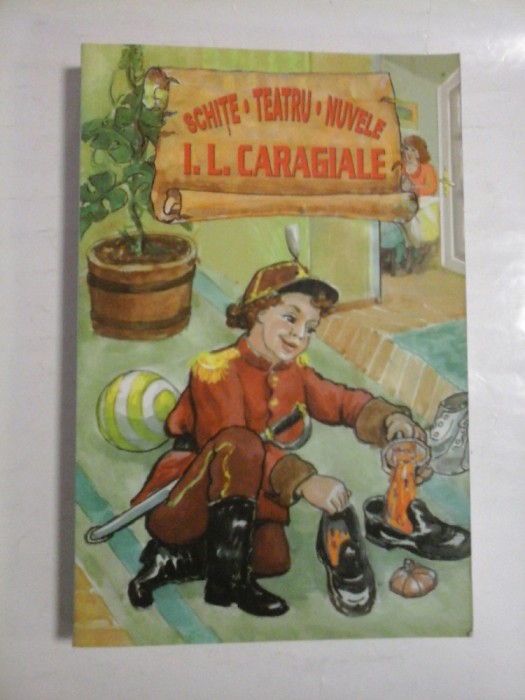 SCHIȚE • TEATRU • NUVELE
I. L. CARAGIALE